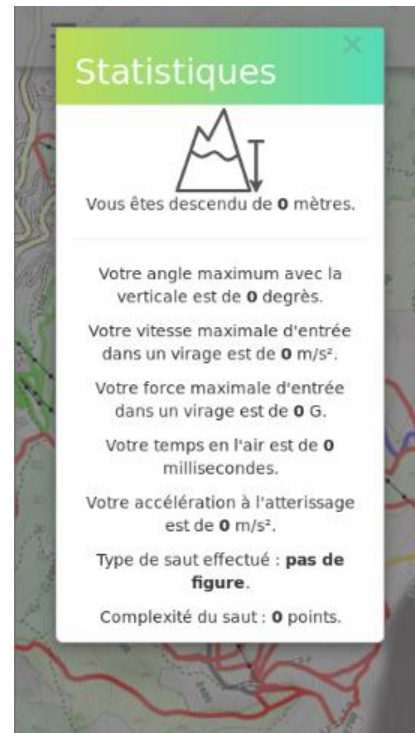 Statistiques
×
Vous êtes descendu de 0 mètres.
Votre angle maximum avec la
verticale est de 0 degrès.
Votre vitesse maximale d'entrée
dans un virage est de 0 m/s².
Votre force maximale d'entrée
dans un virage est de 0 G.
Votre temps en l'air est de 0
millisecondes.
Votre accélération à l'atterissage
est de 0 m/s².
Type de saut effectué : pas de
figure.
Complexité du saut : 0 points.